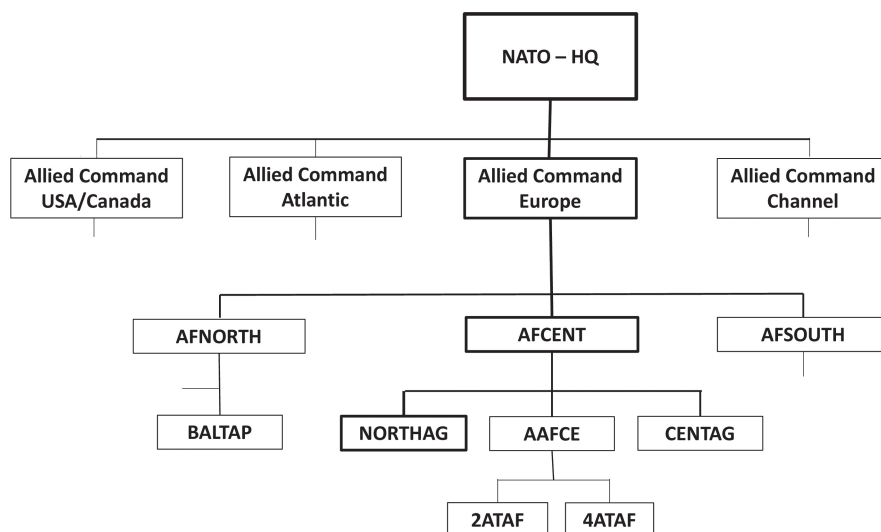 NATO – HQ
Allied Command
USA/Canada
Allied Command
Atlantic
Allied Command
Europe
Allied Command
Channel
AFNORTH
AFCENT
AFSOUTH
BALTAP
NORTHAG
AAFCE
CENTAG
2ATAF
4ATAF